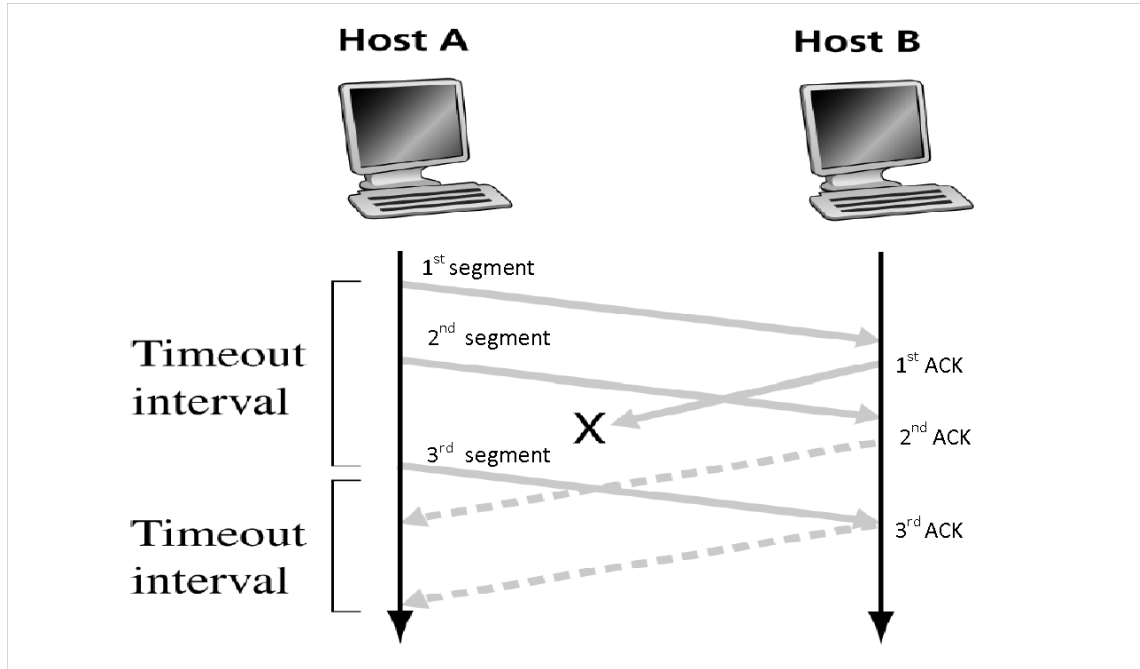 Host A
Host B
1st segment
2nd segment
Timeout
interval
1st ACK
X
2nd ACK
3rd segment
Timeout
interval
3rd ACK